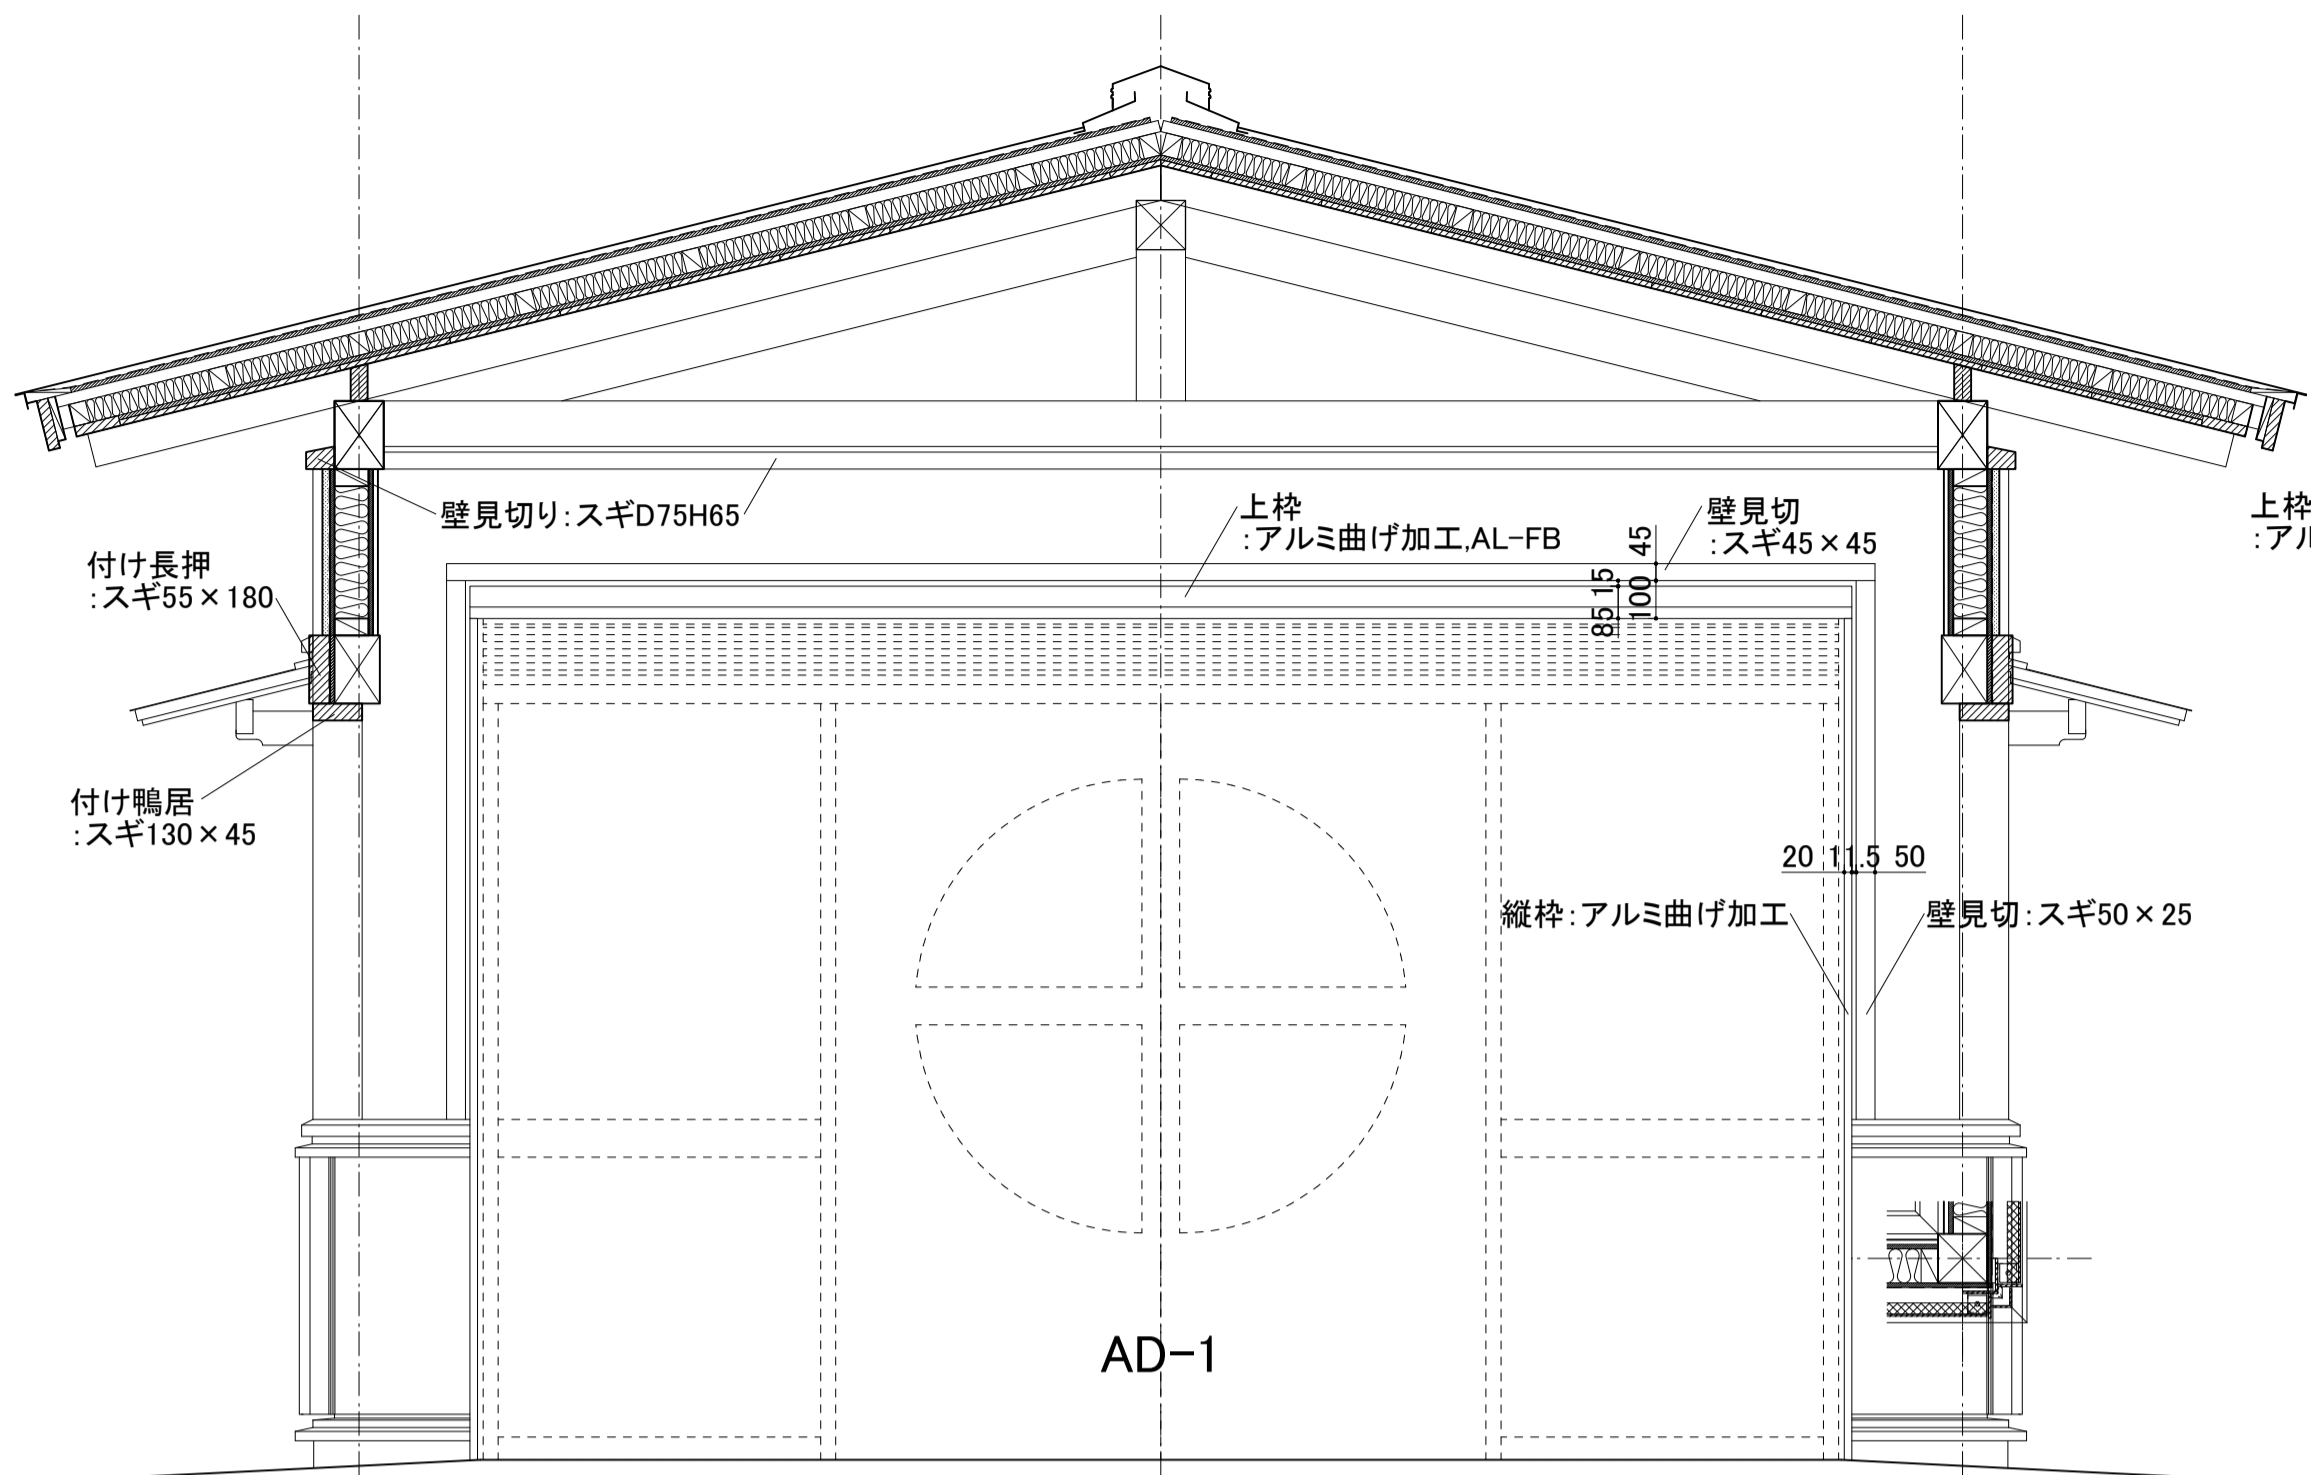 壁見切り:スギD75H65
上枠
:アルミ曲げ加工,AL-FB
壁見切
:スギ45×45
上枠
:アル
付け長押
:スギ55×180
45
15
100
85
付け鴨居
:スギ130×45
20 11.5 50
縦枠:アルミ曲げ加工
壁見切:スギ50×25
AD-1